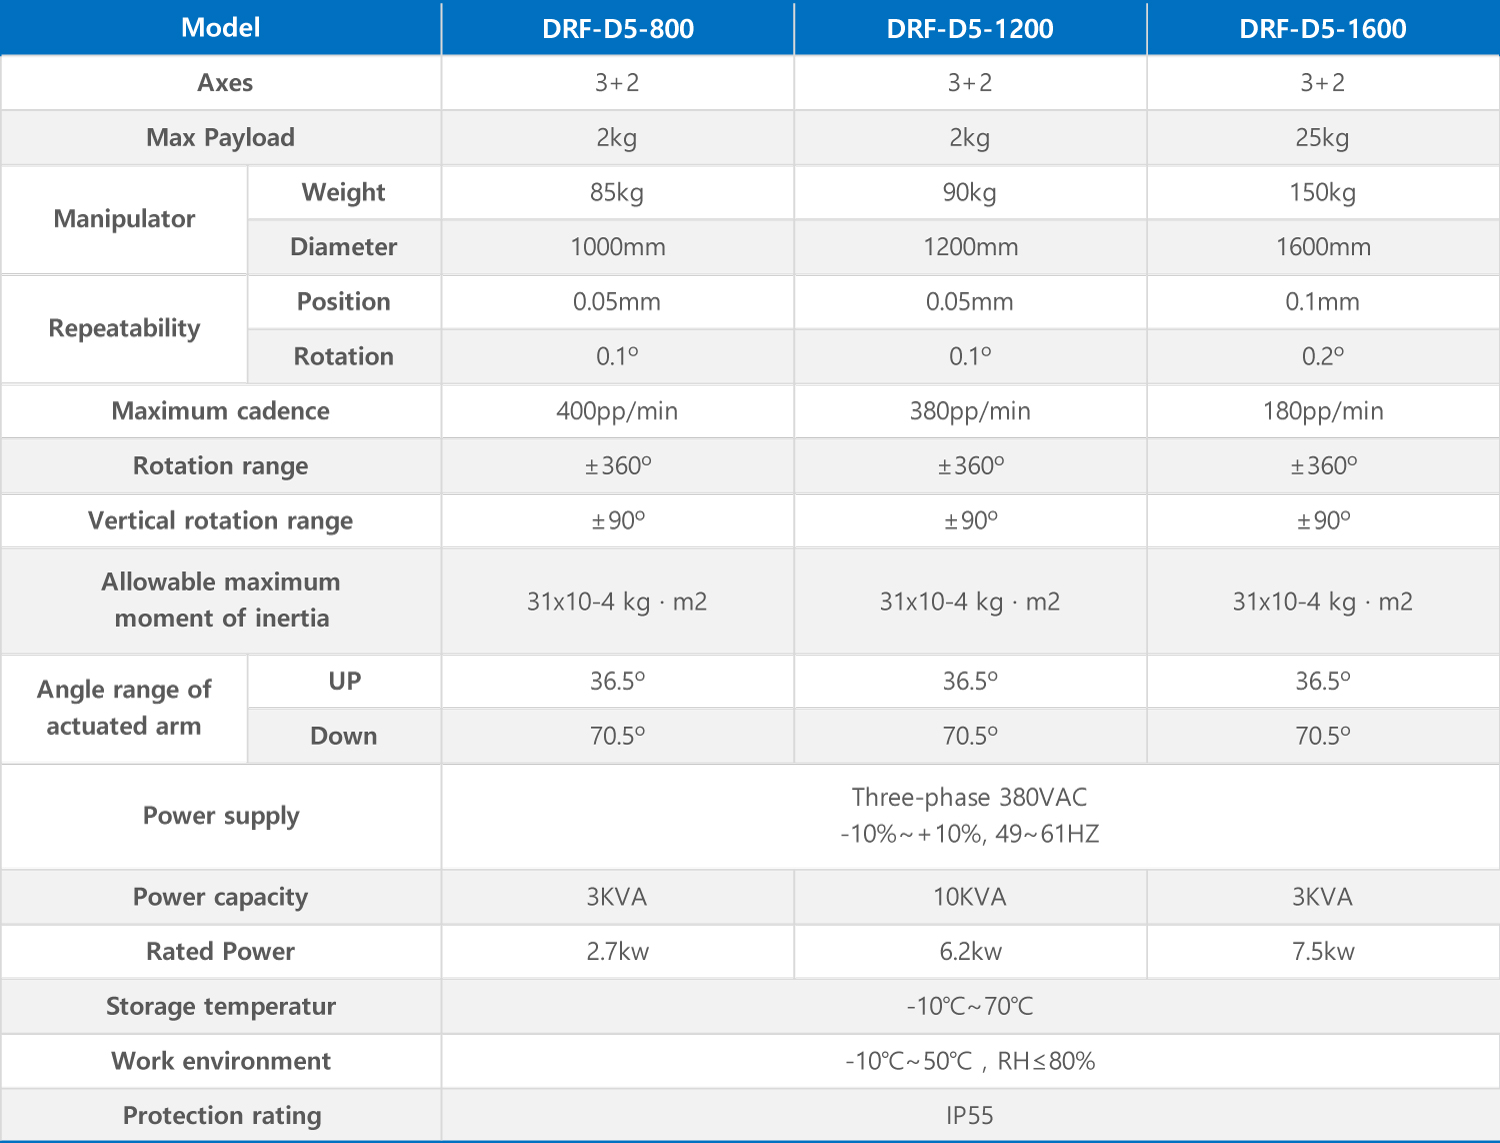 Model DRF-D5-800 DRF-D5-1200 DRF-D5-1600
Axes 3+2 3+2 3+2
Max Payload 2kg 2kg 25kg
Manipulator
Weight 85kg 90kg 150kg
Diameter 1000mm 1200mm 1600mm
Repeatability
Position 0.05mm 0.05mm 0.1mm
Rotation 0.1º 0.1º 0.2º
Maximum cadence 400pp/min 380pp/min 180pp/min
Rotation range ±360º ±360º ±360º
Vertical rotation range ±90º ±90º ±90º
Allowable maximum
moment of inertia
31x10-4 kg · m2 31x10-4 kg · m2 31x10-4 kg · m2
Angle range of
actuated arm
UP 36.5º 36.5º 36.5º
Down 70.5º 70.5º 70.5º
Power supply
Three-phase 380VAC
-10%~+10%, 49~61HZ
Power capacity 3KVA 10KVA 3KVA
Rated Power 2.7kw 6.2kw 7.5kw
Storage temperatur -10℃~70℃
Work environment -10℃~50℃ , RH≤80%
Protection rating IP55